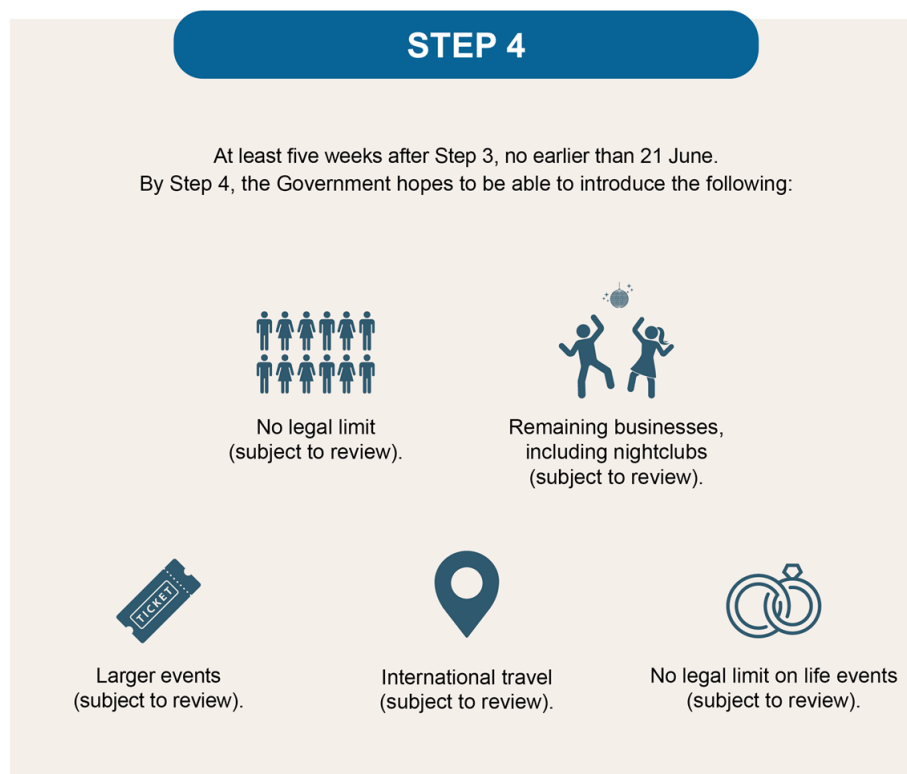 STEP 4
At least five weeks after Step 3, no earlier than 21 June.
By Step 4, the Government hopes to be able to introduce the following:
No legal limit
(subject to review).
Remaining businesses,
including nightclubs
(subject to review).
TICKET
Larger events
(subject to review).
International travel
(subject to review).
No legal limit on life events
(subject to review).